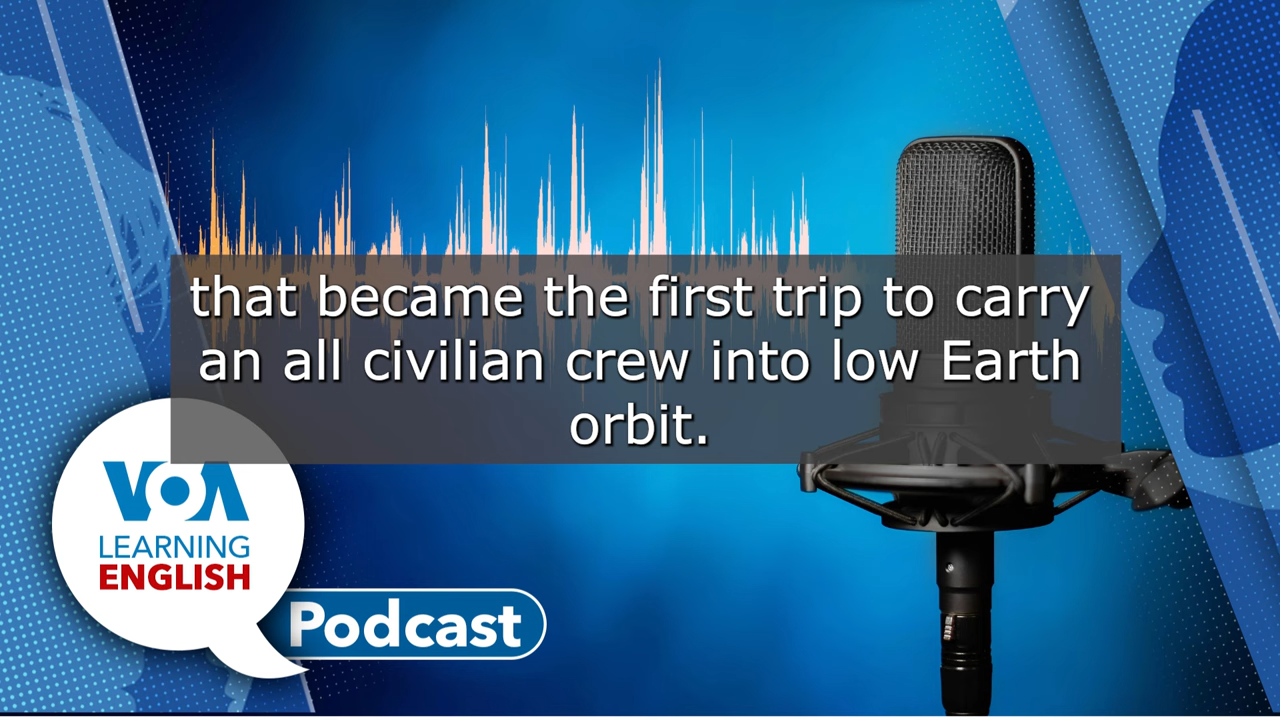 that became the first trip to carry
an all civilian crew into low Earth
orbit.
VOA
LEARNING
ENGLISH
Podcast